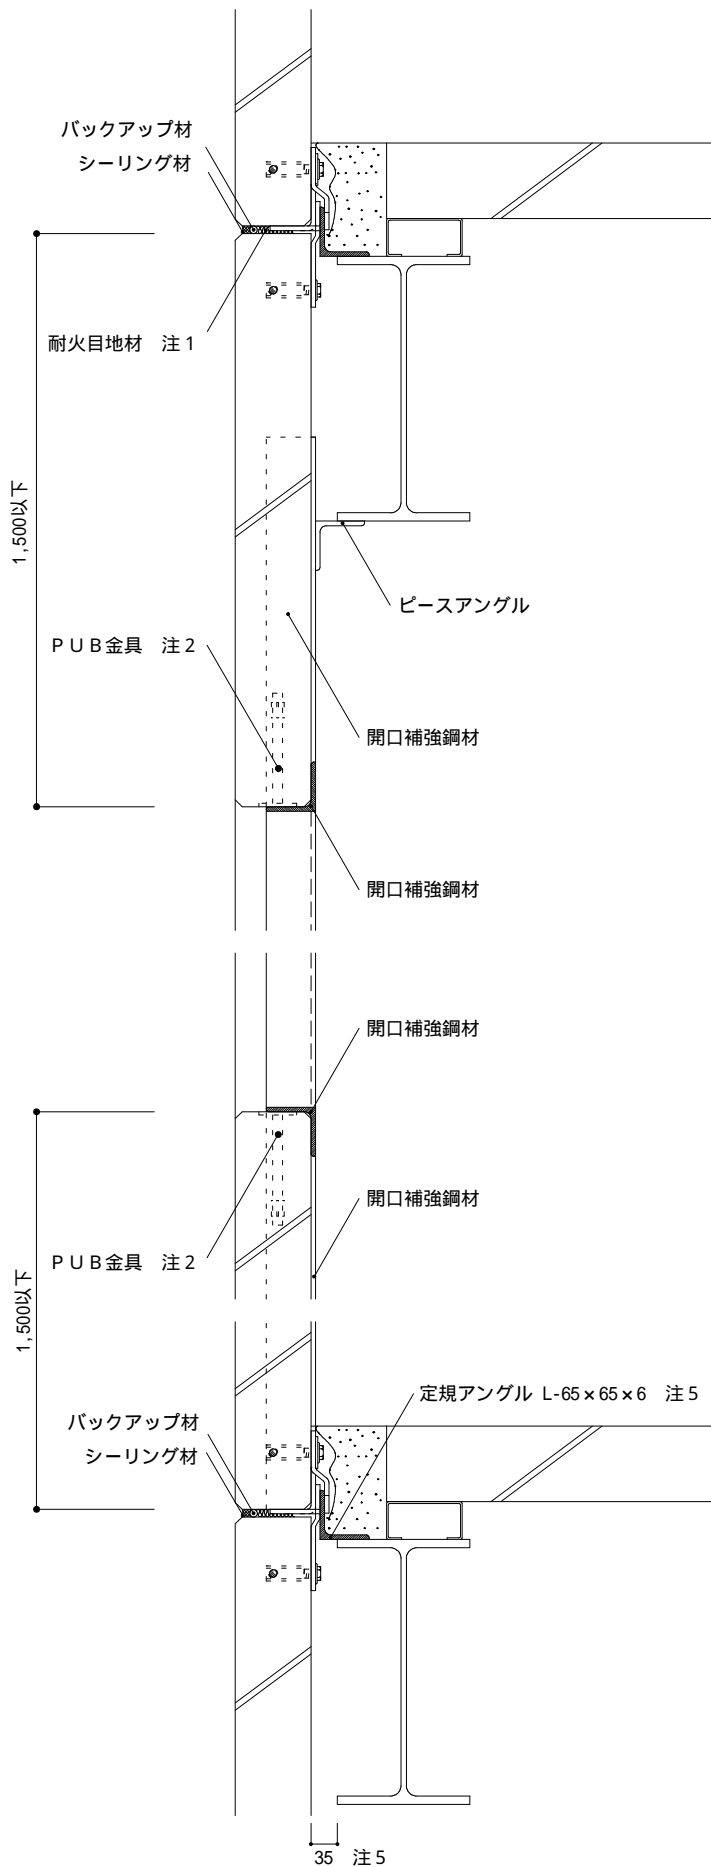 バックアップ材
シーリング材
耐火目地材　注1
1,500以下
ピースアングル
ＰＵＢ金具　注2
開口補強鋼材
開口補強鋼材
開口補強鋼材
開口補強鋼材
ＰＵＢ金具　注2
1,500以下
定規アングル L-65×65×6　注5
バックアップ材
シーリング材
35　注5